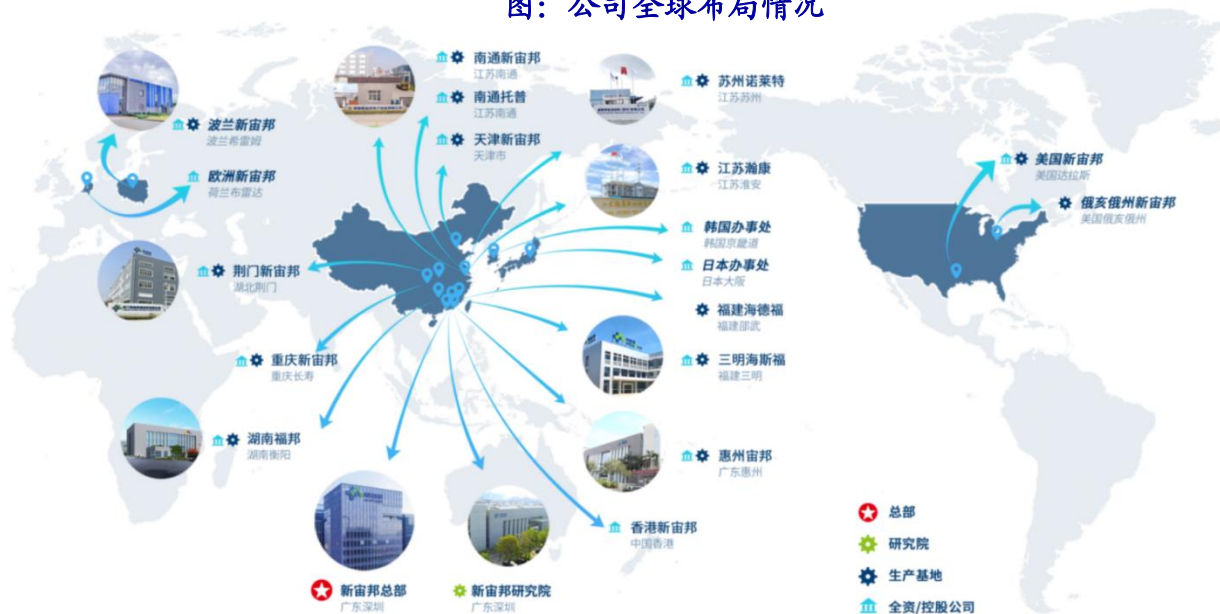 图：公司全球布局情况
南通新宙邦
江苏南通
南通托普
江苏南通
天津新宙邦
天津市
苏州诺莱特
江苏苏州
江苏瀚康
江苏淮安
韩国办事处
韩国京畿道
日本办事处
日本大阪
福建海德福
福建邵武
三明海斯福
福建三明
惠州宙邦
广东惠州
香港新宙邦
中国香港
波兰新宙邦
波兰希雷姆
欧洲新宙邦
荷兰布雷达
荆门新宙邦
湖北荆门
重庆新宙邦
重庆长寿
湖南福邦
湖南衡阳
新宙邦总部
广东深圳
新宙邦研究院
广东深圳
美国新宙邦
美国达拉斯
俄亥俄州新宙邦
美国俄亥俄州
总部
研究院
生产基地
全资/控股公司